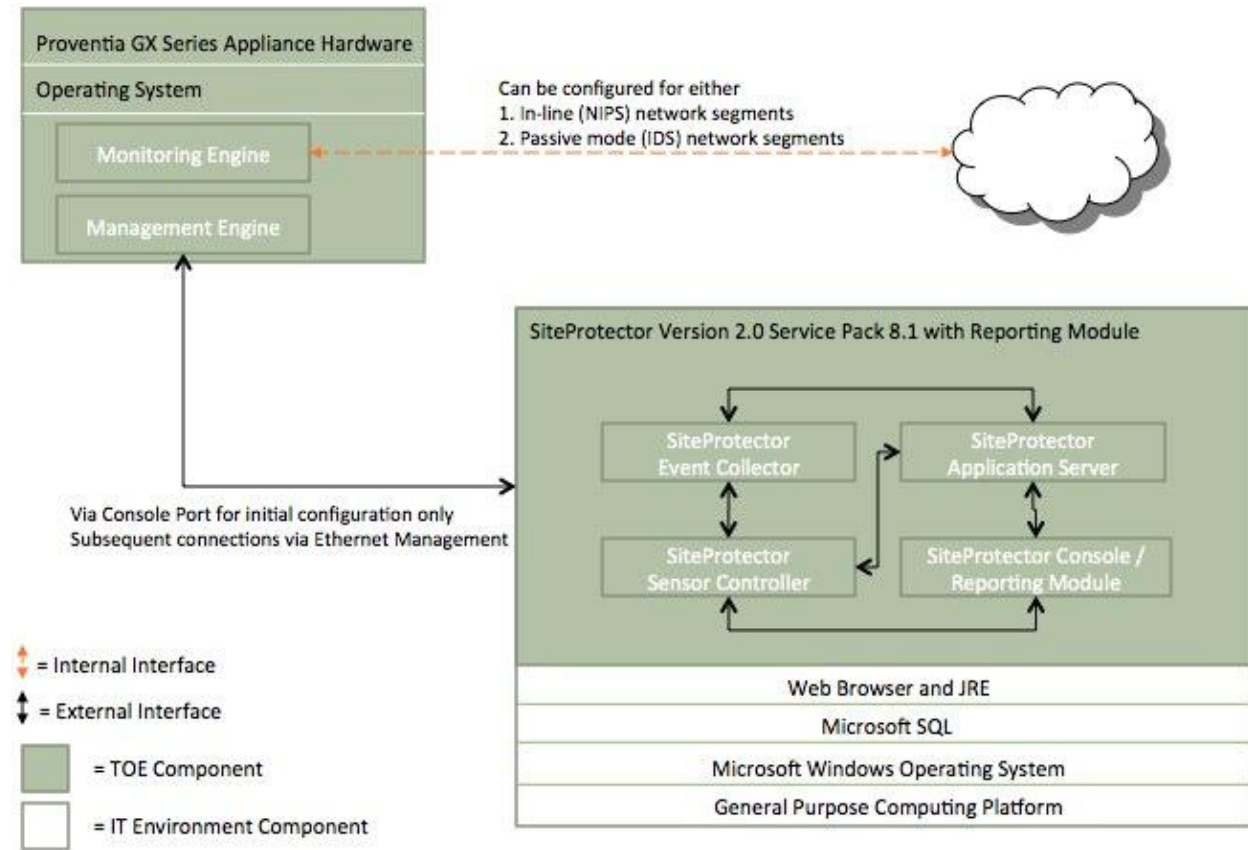 Proventia GX Series Appliance Hardware
Operating System
Monitoring Engine
Management Engine
Can be configured for either
1. In-line (NIPS) network segments
2. Passive mode (IDS) network segments
SiteProtector Version 2.0 Service Pack 8.1 with Reporting Module
SiteProtector
Event Collector
SiteProtector
Application Server
SiteProtector
Sensor Controller
SiteProtector Console /
Reporting Module
Via Console Port for initial configuration only
Subsequent connections via Ethernet Management
Web Browser and JRE
Microsoft SQL
Microsoft Windows Operating System
General Purpose Computing Platform
= Internal Interface
= External Interface
= TOE Component
= IT Environment Component